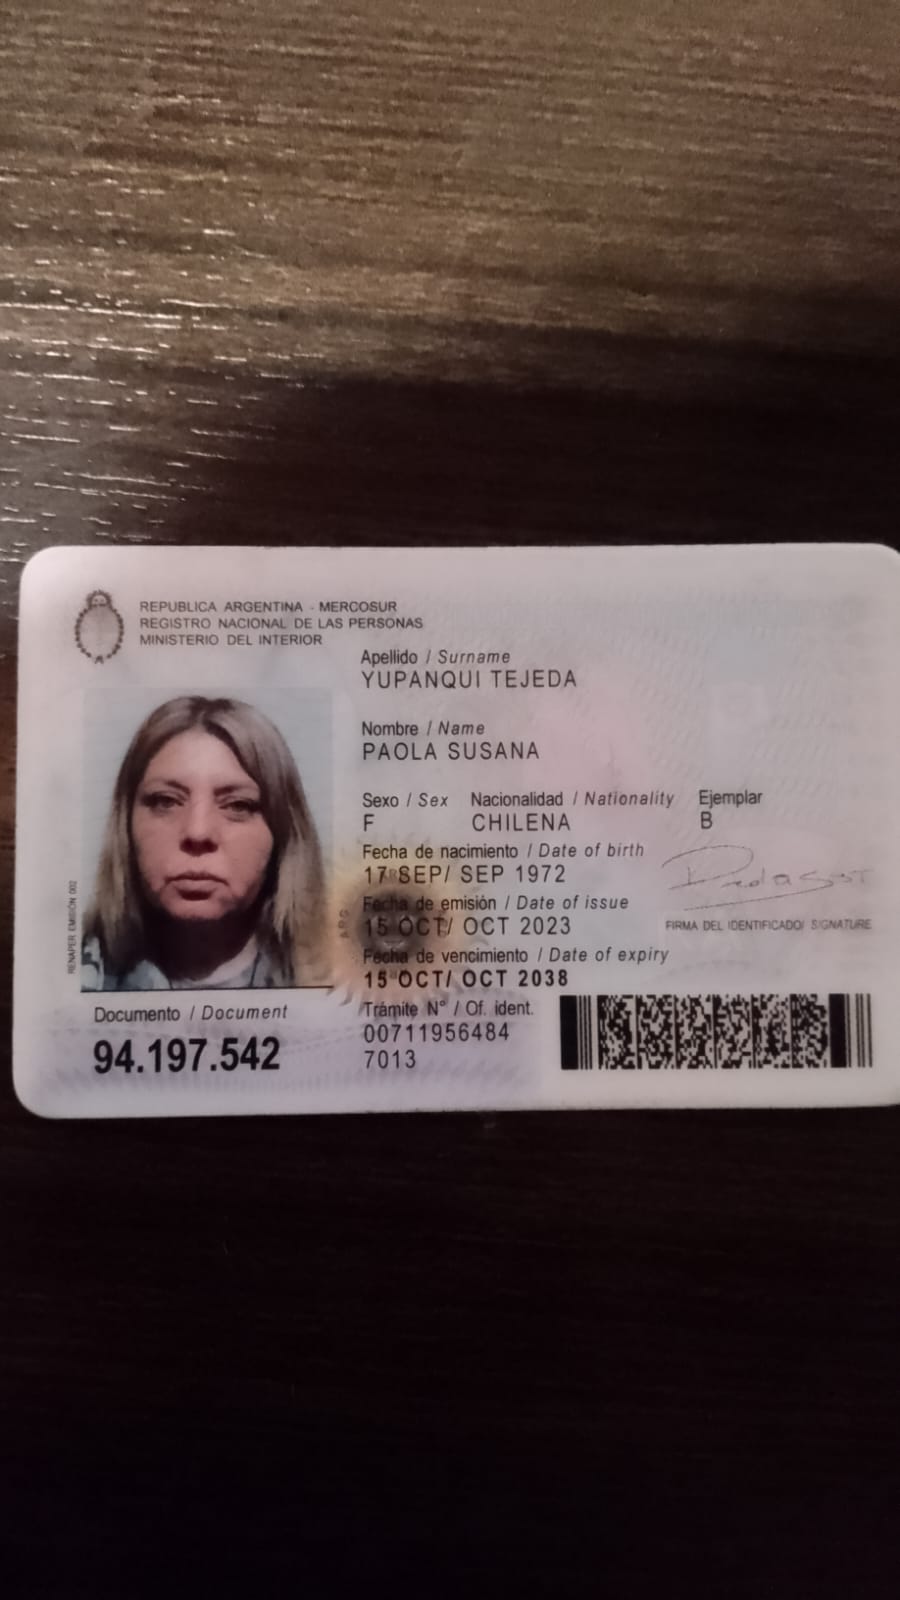 REPUBLICA ARGENTINA - MERCOSUR
REGISTRO NACIONAL DE LAS PERSONAS
MINISTERIO DEL INTERIOR
Apellido / Surname
YUPANQUI TEJEDA
Nombre / Name
PAOLA SUSANA
Sexo / Sex Nacionalidad / Nationality Ejemplar
F CHILENA B
Fecha de nacimiento / Date of birth
17 SEP/ SEP 1972
Fecha de emisión / Date of issue
15 OCT/ OCT 2023
FIRMA DEL IDENTIFICADO/ SIGNATURE
Fecha de vencimiento / Date of expiry
15 OCT/ OCT 2038
Documento / Document
94.197.542
Trámite N° / Of. ident.
00711956484
7013
RENAPER EMISIÓN 002